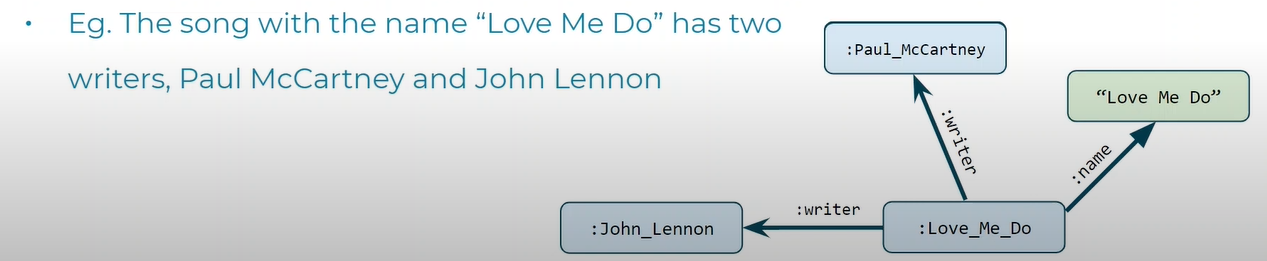 • Eg. The song with the name “Love Me Do” has two
writers, Paul McCartney and John Lennon
:Paul_McCartney
“Love Me Do”
:writer
:name
:writer
:John_Lennon
:Love_Me_Do